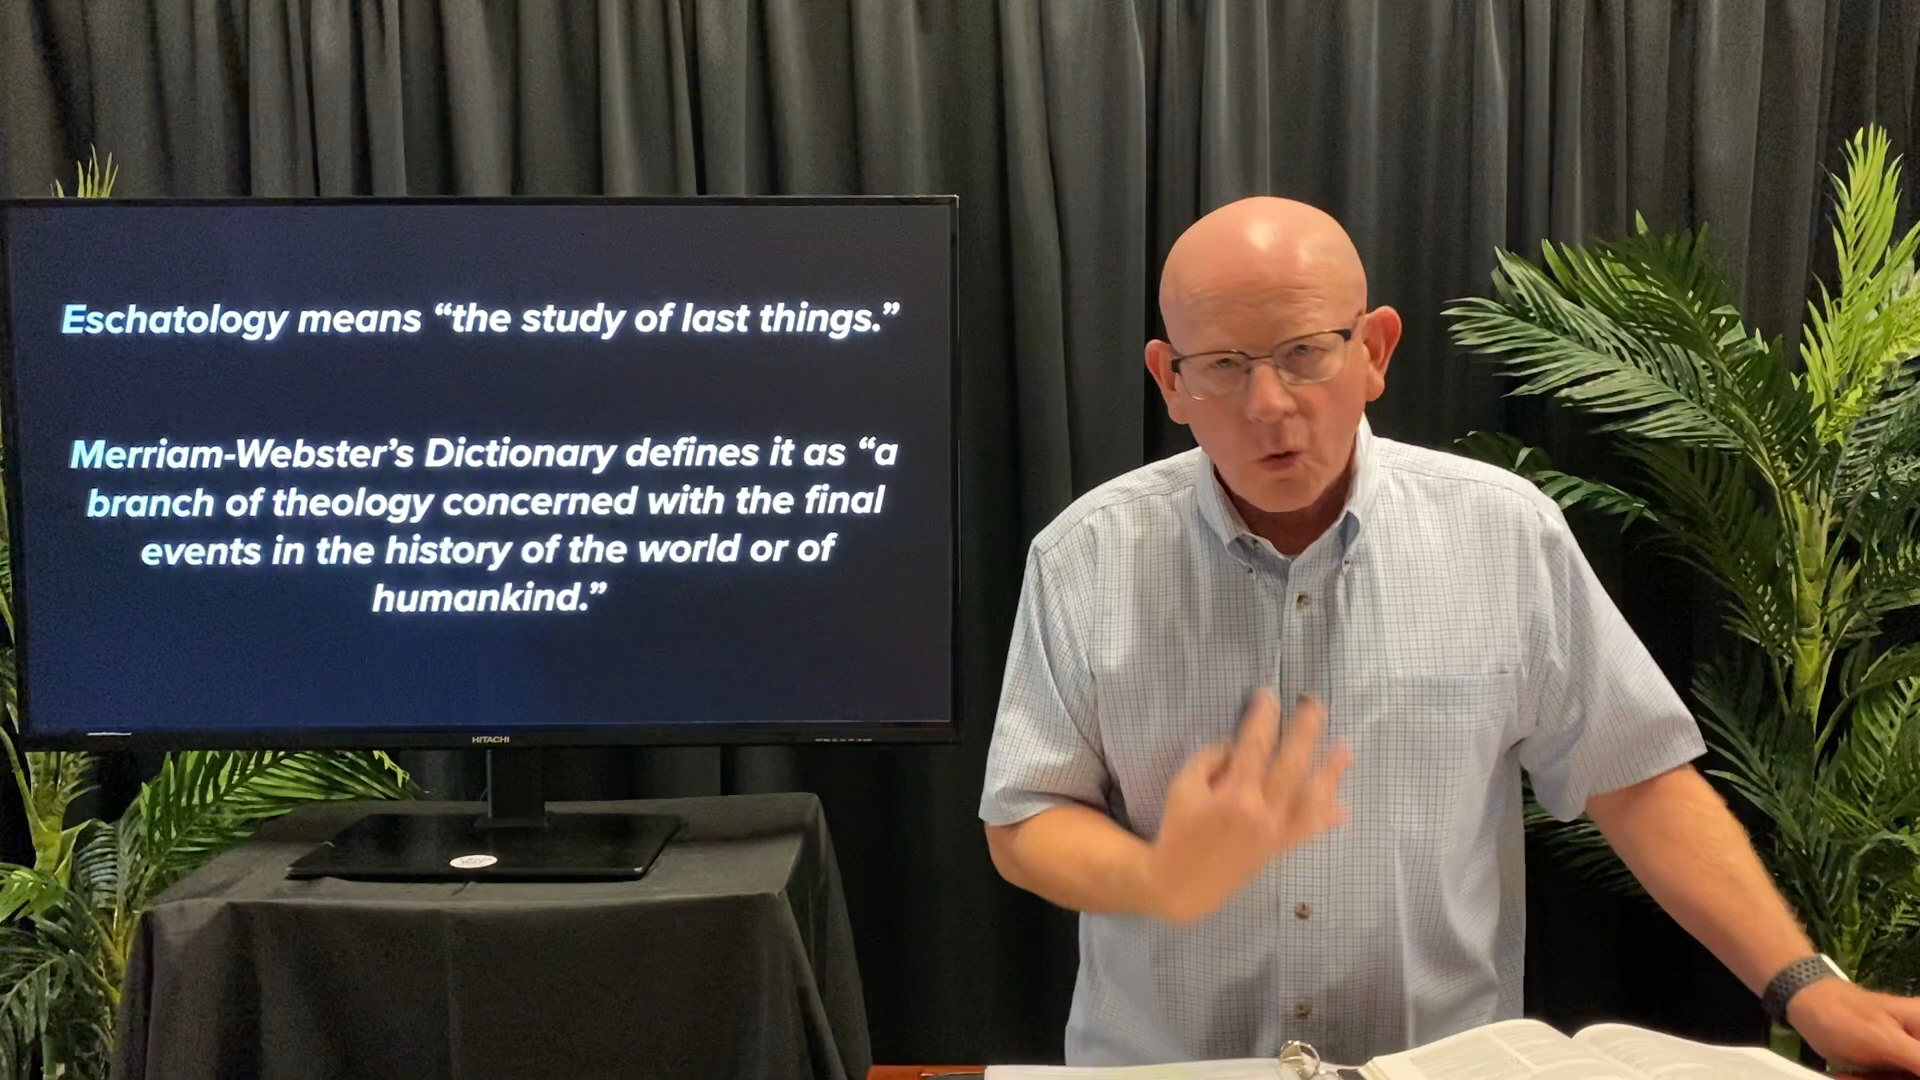 Eschatology means “the study of last things.”
Merriam-Webster’s Dictionary defines it as “a
branch of theology concerned with the final
events in the history of the world or of
humankind.”
HITACHI